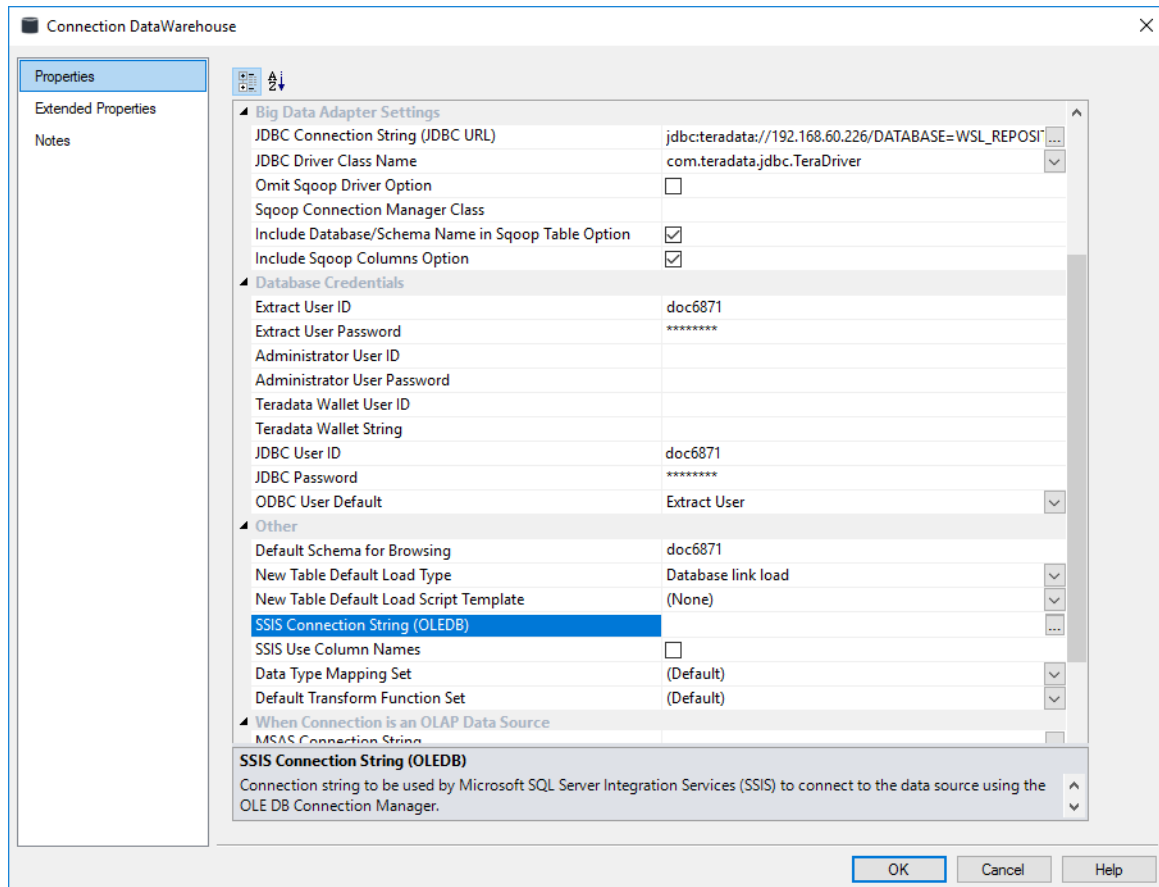 Connection DataWarehouse
Properties
Extended Properties
Notes
Big Data Adapter Settings
JDBC Connection String (JDBC URL) jdbc:teradata://192.168.60.226/DATABASE=WSL_REPOSIT ...
JDBC Driver Class Name com.teradata.jdbc.TeraDriver
Omit Sqoop Driver Option
Sqoop Connection Manager Class
Include Database/Schema Name in Sqoop Table Option
Include Sqoop Columns Option
Database Credentials
Extract User ID doc6871
Extract User Password ********
Administrator User ID
Administrator User Password
Teradata Wallet User ID
Teradata Wallet String
JDBC User ID doc6871
JDBC Password ********
ODBC User Default Extract User
Other
Default Schema for Browsing doc6871
New Table Default Load Type Database link load
New Table Default Load Script Template (None)
SSIS Connection String (OLEDB) ...
SSIS Use Column Names
Data Type Mapping Set (Default)
Default Transform Function Set (Default)
When Connection is an OLAP Data Source
MSAS Connection String
SSIS Connection String (OLEDB)
Connection string to be used by Microsoft SQL Server Integration Services (SSIS) to connect to the data source using the
OLE DB Connection Manager.
OK Cancel Help